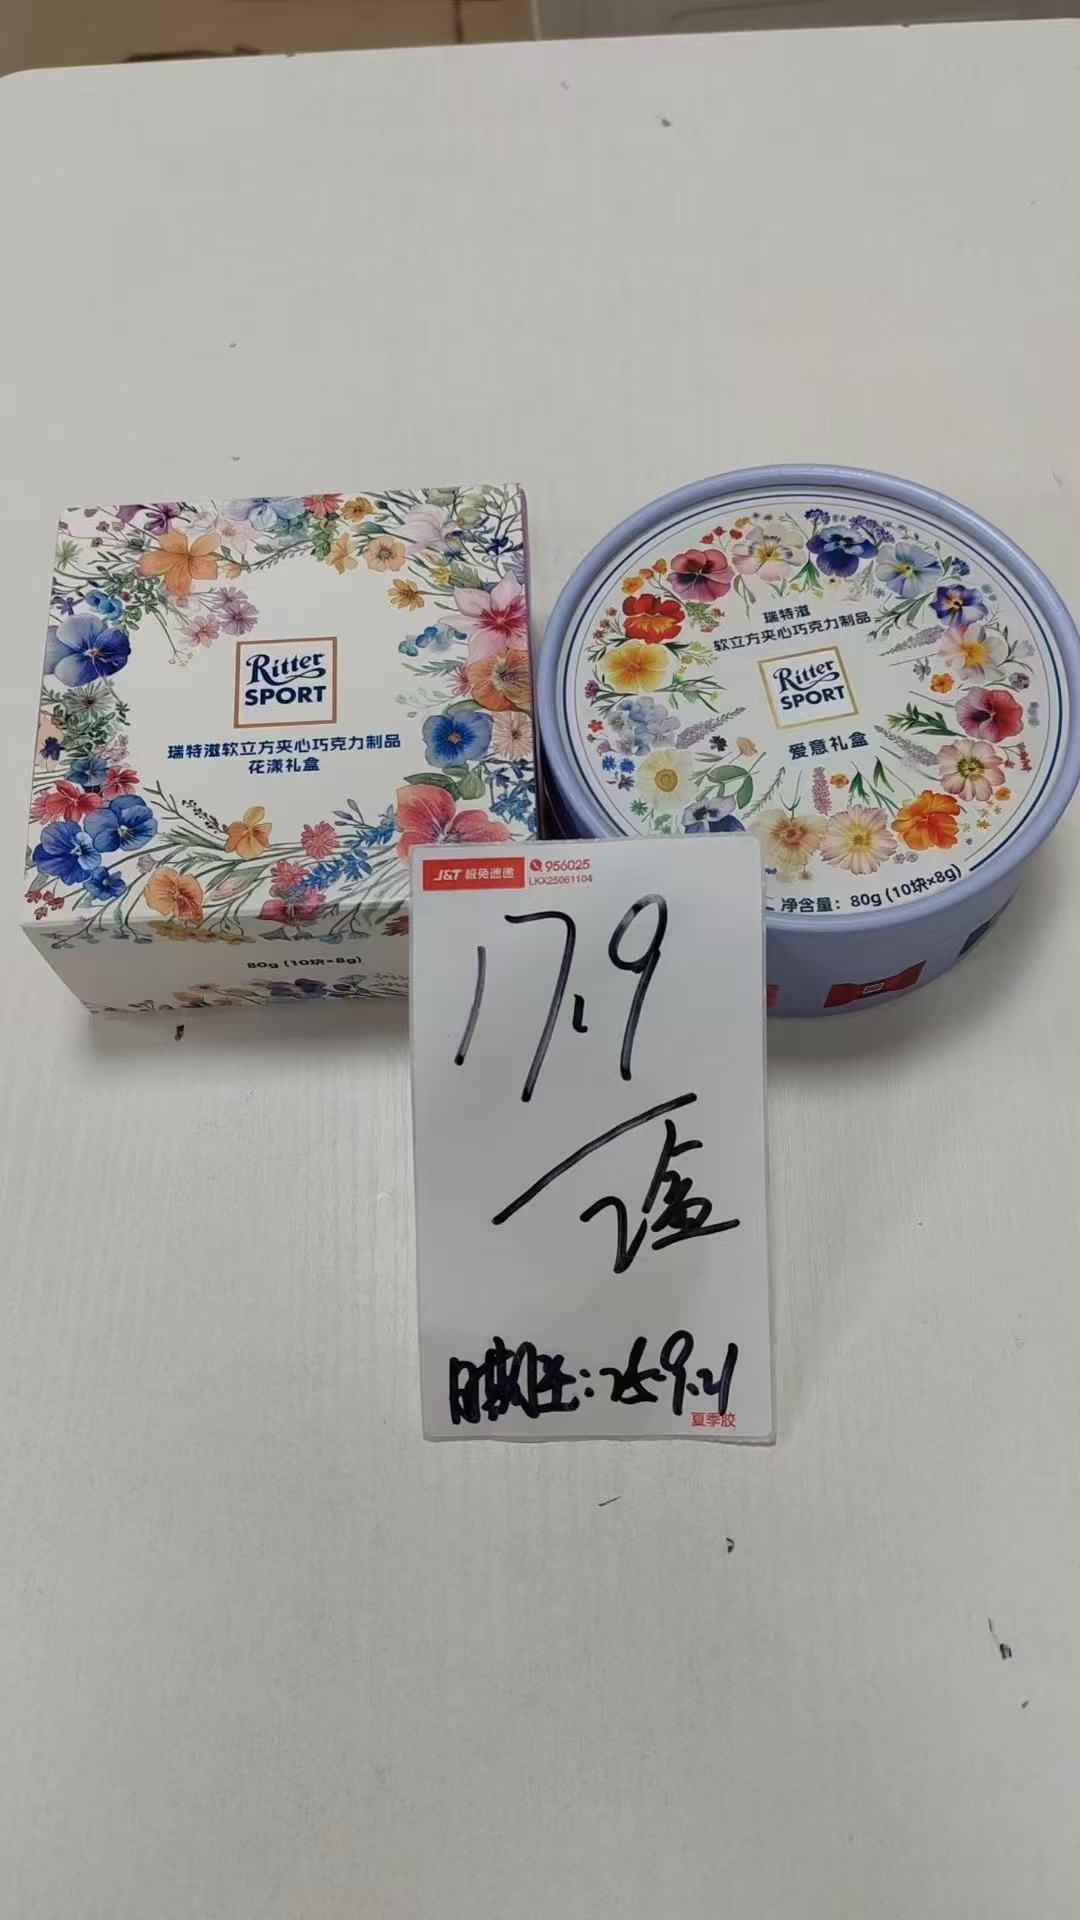 Ritter
SPORT
瑞特滋软立方夹心巧克力制品
花漾礼盒
80g (10块×8g)
瑞特滋
软立方夹心巧克力制品
Ritter
SPORT
爱意礼盒
净含量：80g (10块×8g)
J&T 极兔速递
956025
LKX25061104
17.9
2盒
日期至：25.9.21
夏季胶